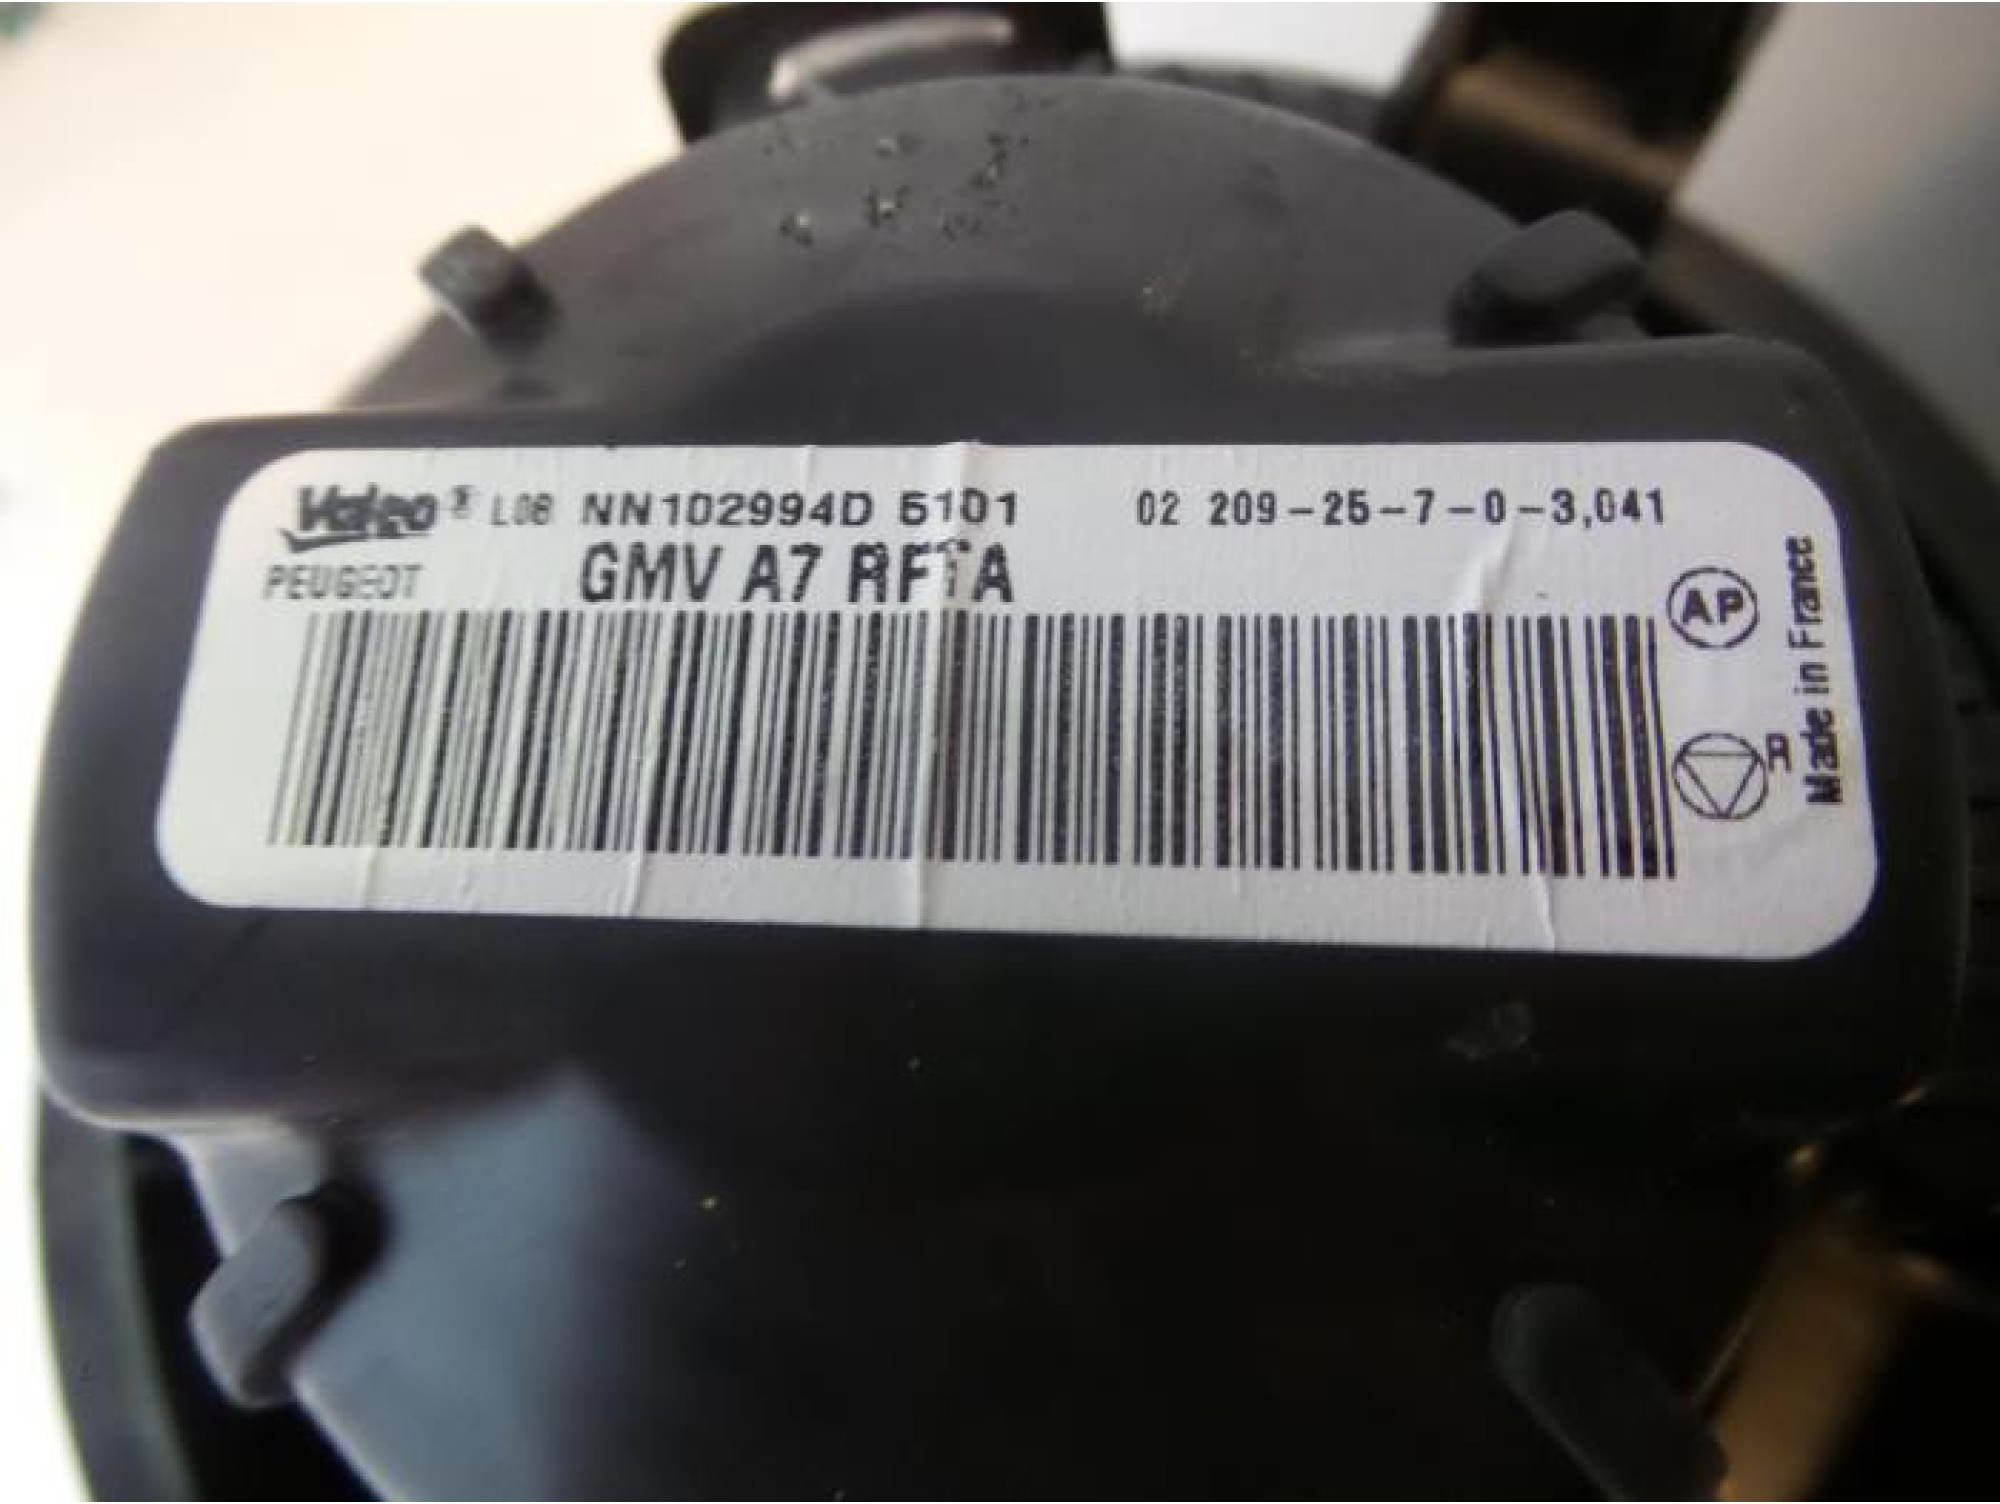 Valeo ® L08 NN102994D 5101 02 209-25-7-0-3,041
PEUGEOT GMV A7 RFTA
AP
R
Made in France